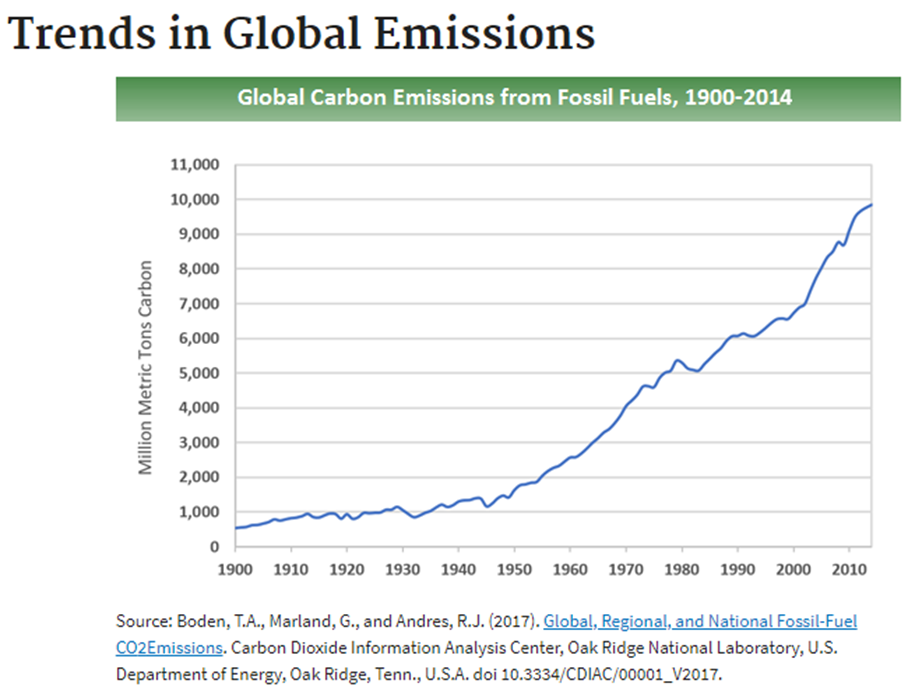 Trends in Global Emissions
Global Carbon Emissions from Fossil Fuels, 1900-2014
11,000
10,000
9,000
8,000
7,000
6,000
5,000
4,000
3,000
2,000
1,000
0
Million Metric Tons Carbon
1900 1910 1920 1930 1940 1950 1960 1970 1980 1990 2000 2010
Source: Boden, T.A., Marland, G., and Andres, R.J. (2017). Global, Regional, and National Fossil-Fuel
CO2Emissions. Carbon Dioxide Information Analysis Center, Oak Ridge National Laboratory, U.S.
Department of Energy, Oak Ridge, Tenn., U.S.A. doi 10.3334/CDIAC/00001_V2017.